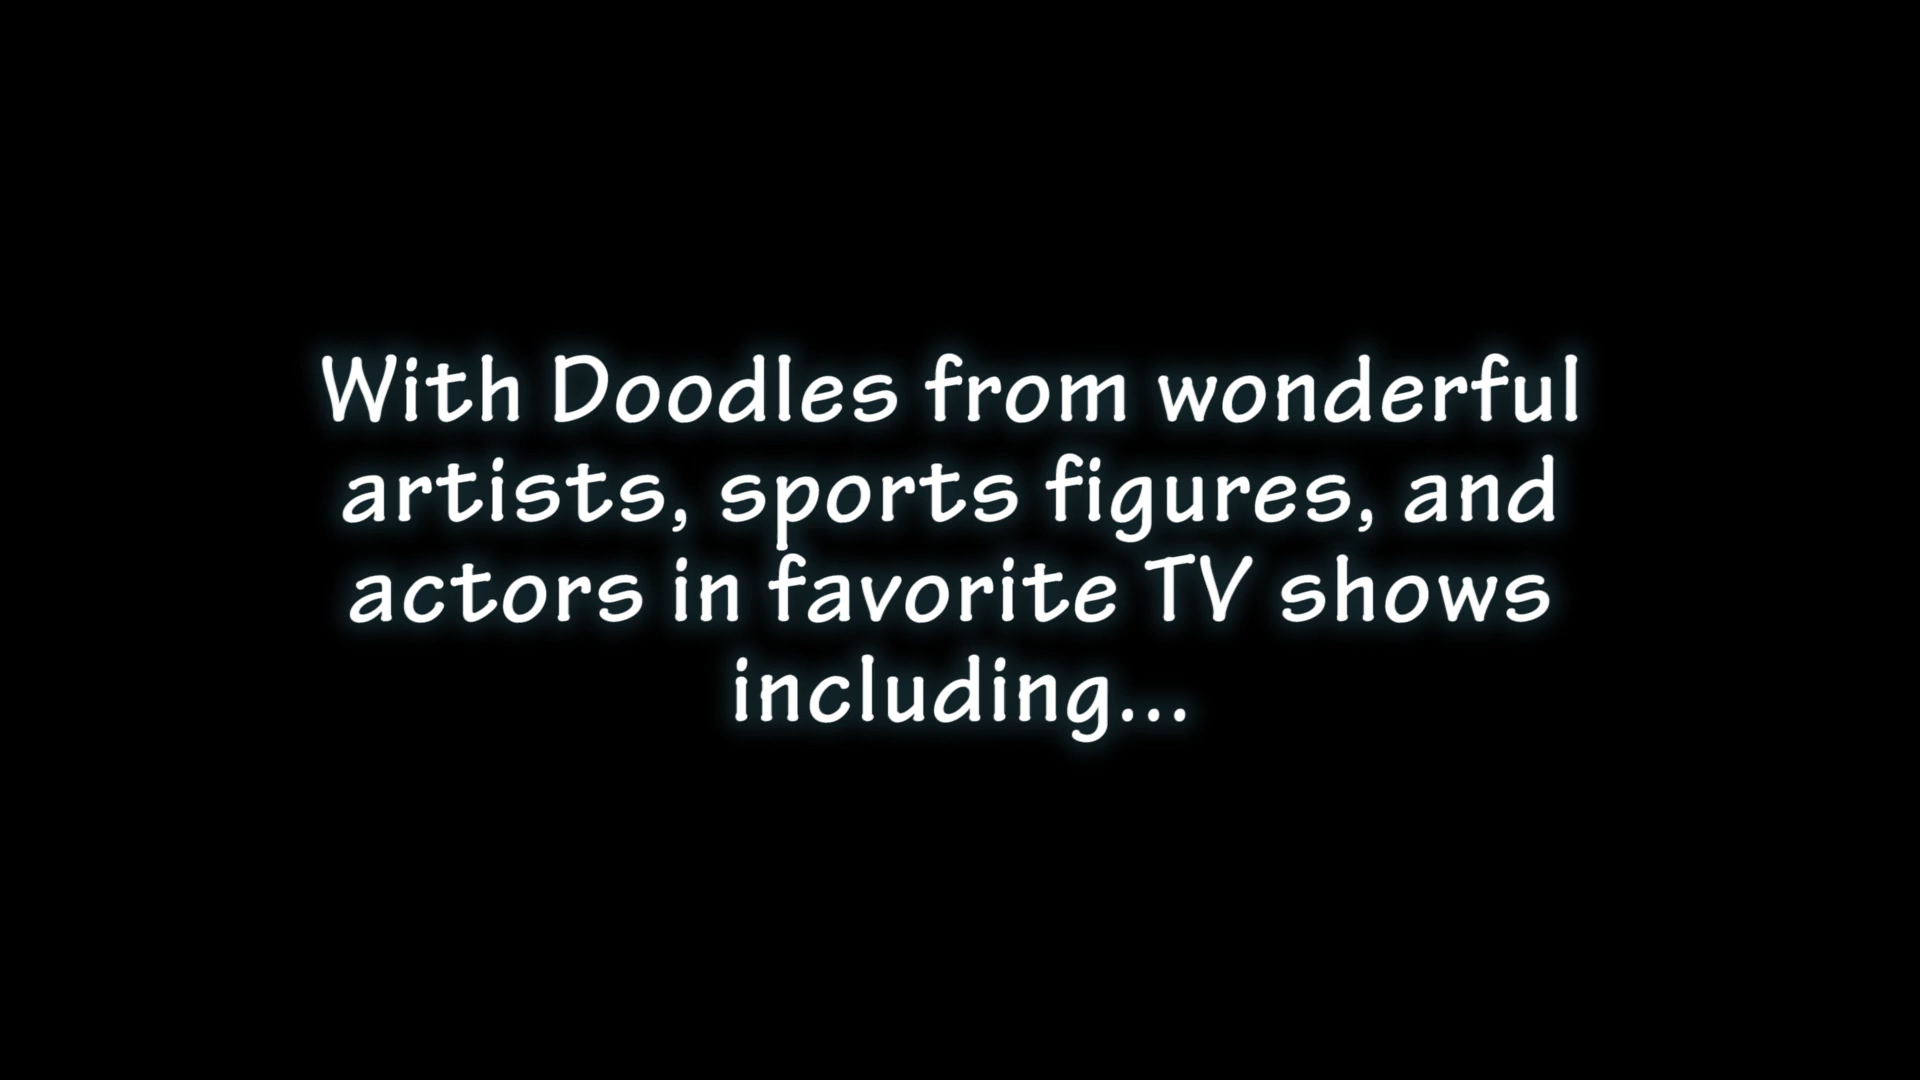 With Doodles from wonderful
artists, sports figures, and
actors in favorite TV shows
including...